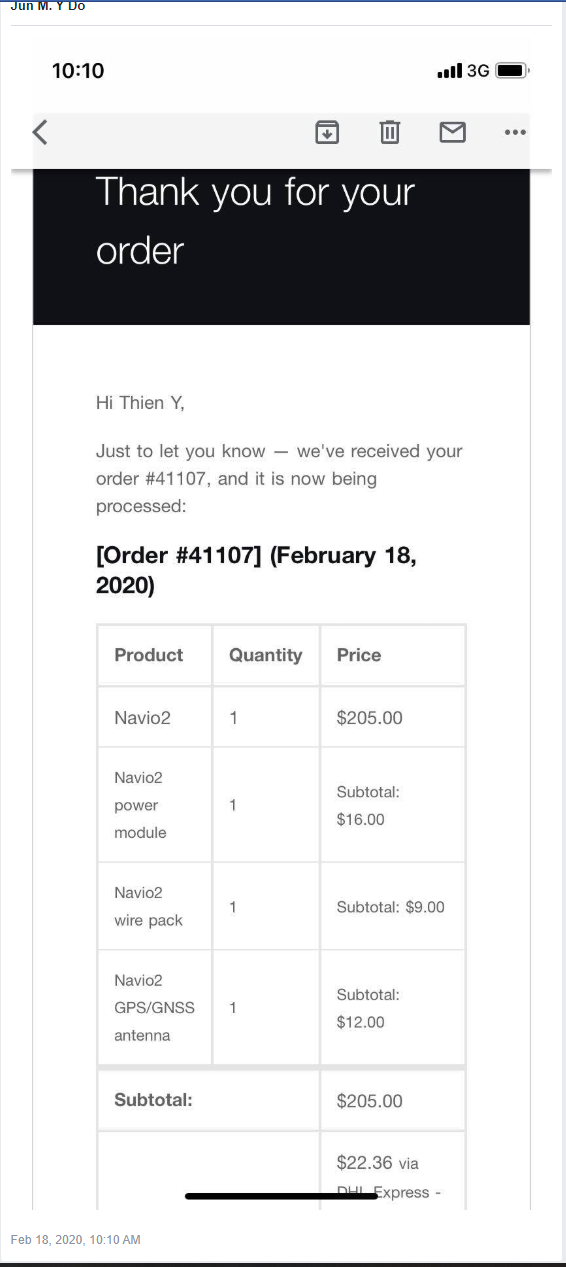 Jun M. Y Do
10:10
3G
Thank you for your
order
Hi Thien Y,
Just to let you know — we've received your
order #41107, and it is now being
processed:
[Order #41107] (February 18,
2020)
Product Quantity Price
Navio2 1 $205.00
Navio2
power
module
1
Subtotal:
$16.00
Navio2
wire pack
1
Subtotal: $9.00
Navio2
GPS/GNSS
antenna
1
Subtotal:
$12.00
Subtotal: $205.00
$22.36 via
DHL Express -
Feb 18, 2020, 10:10 AM